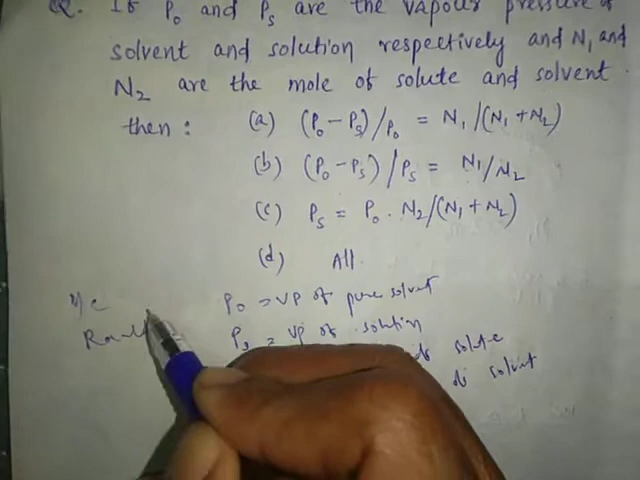 Q. If P₀ and Pₛ are the vapour pressure of
solvent and solution respectively and N₁ and
N₂ are the mole of solute and solvent.
then : (a) (P₀ - Pₛ)/P₀ = N₁/(N₁ + N₂)
(b) (P₀ - Pₛ)/Pₛ = N₁/N₂
(c) Pₛ = P₀ . N₂/(N₁ + N₂)
(d) All.
P₀ = VP of pure solvent
Pₛ = VP of solution
of solute
of solvent